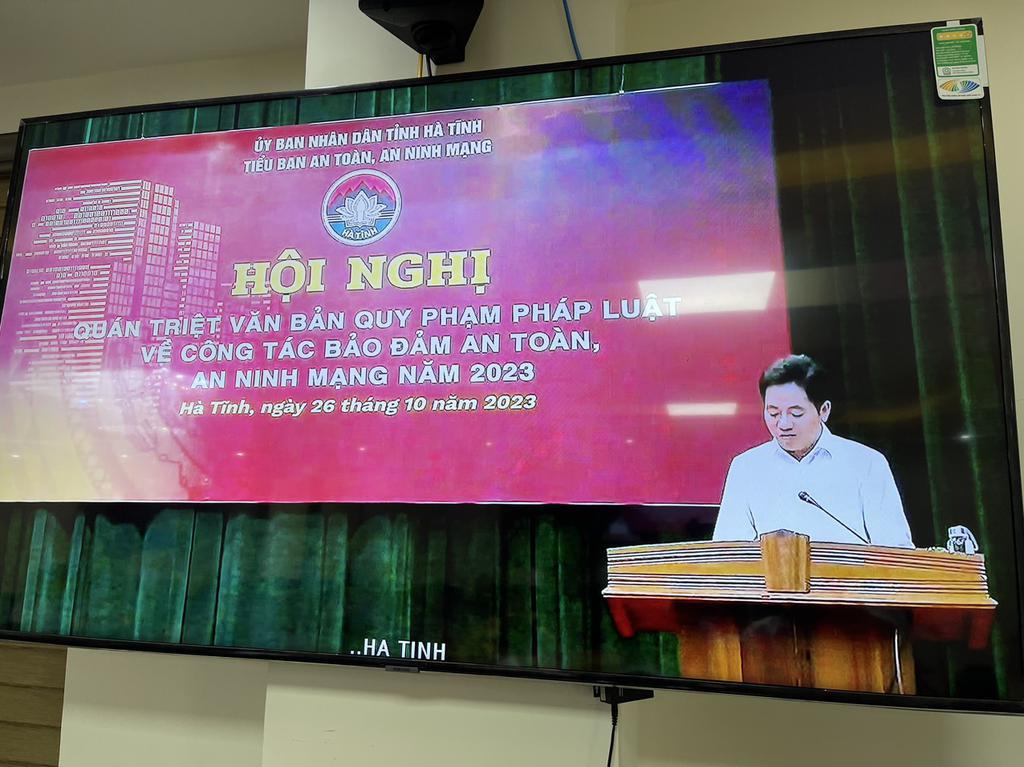 ỦY BAN NHÂN DÂN TỈNH HÀ TĨNH
TIỂU BAN AN TOÀN, AN NINH MẠNG
HÀ TĨNH
HỘI NGHỊ
QUÁN TRIỆT VĂN BẢN QUY PHẠM PHÁP LUẬT
VỀ CÔNG TÁC BẢO ĐẢM AN TOÀN,
AN NINH MẠNG NĂM 2023
Hà Tĩnh, ngày 26 tháng 10 năm 2023
..HA TINH
SAMSUNG